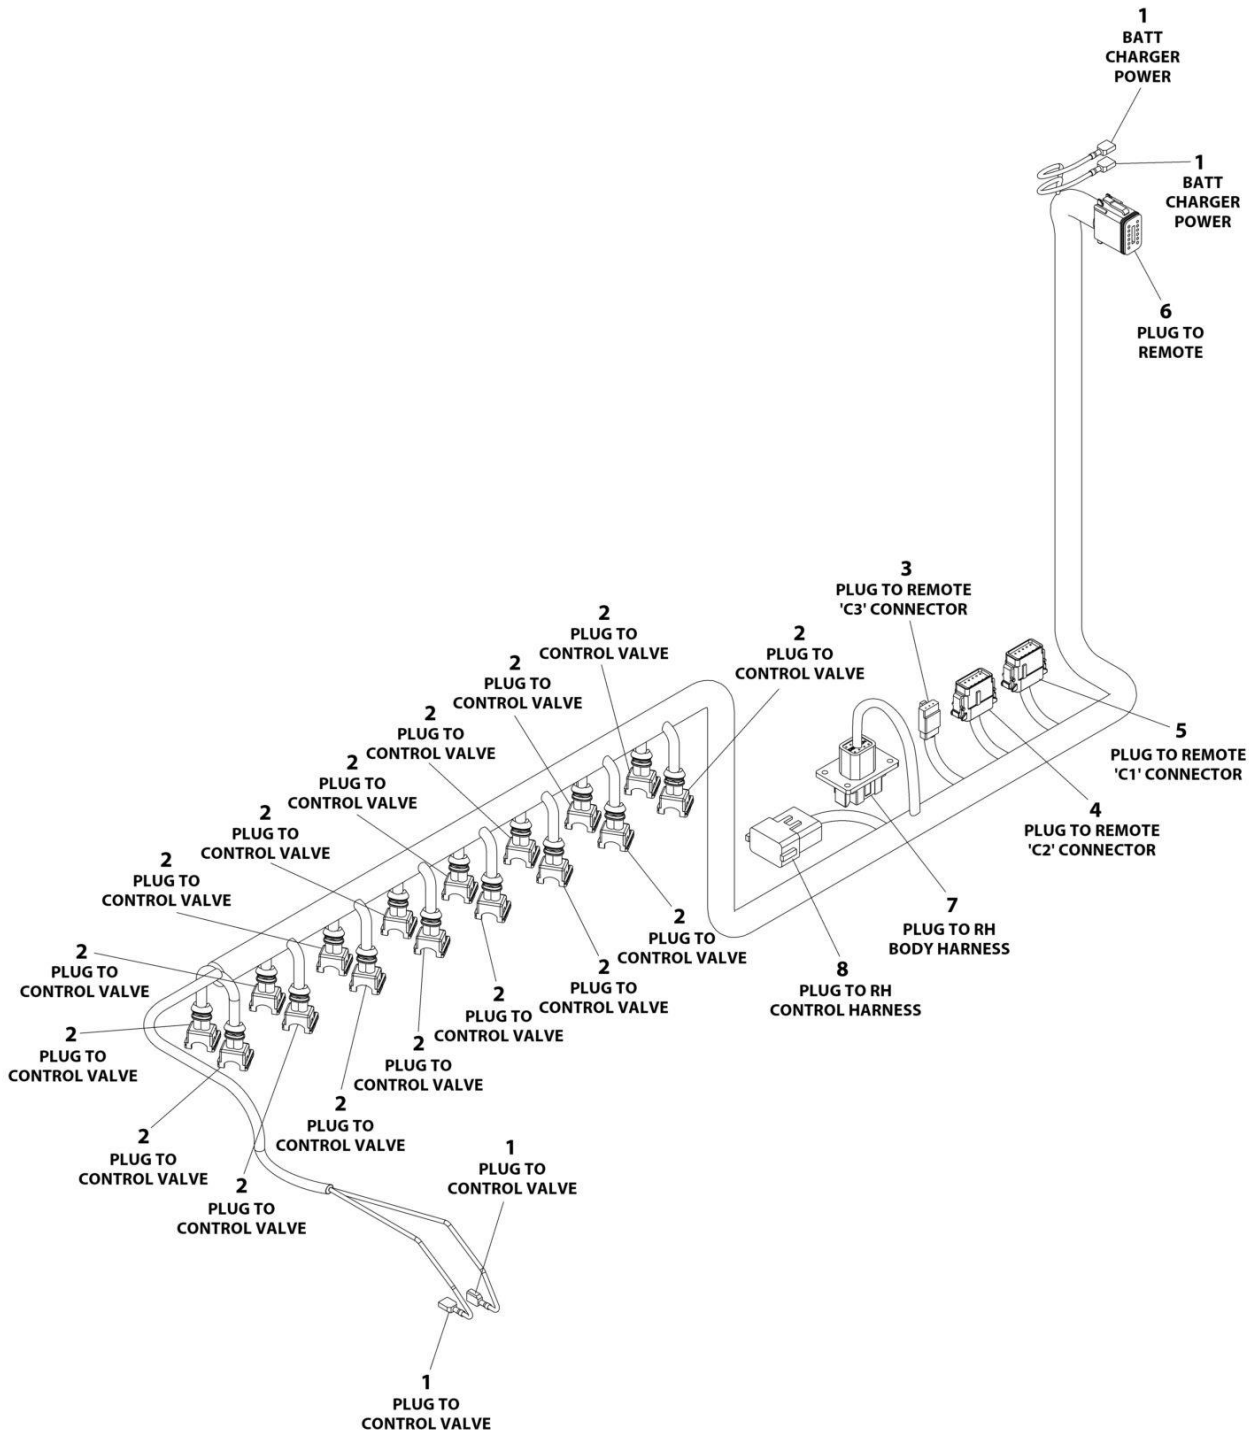 1
BATT
CHARGER
POWER
1
BATT
CHARGER
POWER
6
PLUG TO
REMOTE
3
PLUG TO REMOTE
'C3' CONNECTOR
2
PLUG TO
CONTROL VALVE
2
PLUG TO
CONTROL VALVE
2
PLUG TO
CONTROL VALVE
2
PLUG TO
CONTROL VALVE
5
PLUG TO REMOTE
'C1' CONNECTOR
2
PLUG TO
CONTROL VALVE
2
PLUG TO
CONTROL VALVE
4
PLUG TO REMOTE
'C2' CONNECTOR
2
PLUG TO
CONTROL VALVE
7
PLUG TO RH
BODY HARNESS
2
PLUG TO
CONTROL VALVE
2
PLUG TO
CONTROL VALVE
2
PLUG TO
CONTROL VALVE
8
PLUG TO RH
CONTROL HARNESS
2
PLUG TO
CONTROL VALVE
2
PLUG TO
CONTROL VALVE
2
PLUG TO
CONTROL VALVE
2
PLUG TO
CONTROL VALVE
2
PLUG TO
CONTROL VALVE
1
PLUG TO
CONTROL VALVE
2
PLUG TO
CONTROL VALVE
1
PLUG TO
CONTROL VALVE